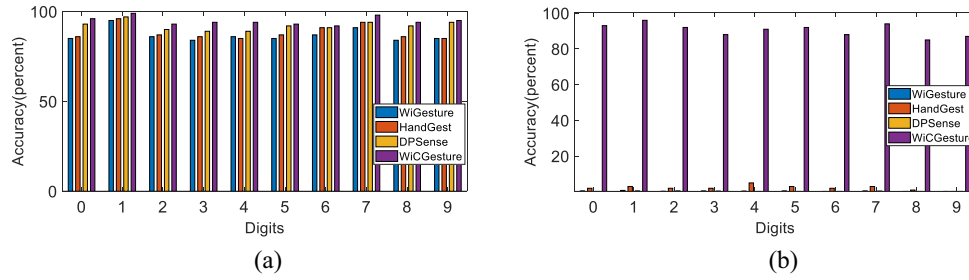 Accuracy(percent)
100
50
0
0 1 2 3 4 5 6 7 8 9
Digits
WiGesture
HandGest
DPSense
WiCGesture
(a)
Accuracy(percent)
100
80
60
40
20
0 1 2 3 4 5 6 7 8 9
Digits
WiGesture
HandGest
DPSense
WiCGesture
(b)